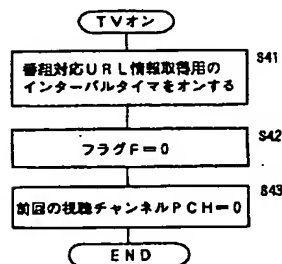 TVオン
S41
番組対応URL情報取得用の
インターバルタイマをオンする
S42
フラグF=0
S43
前回の視聴チャンネルPCH=0
END